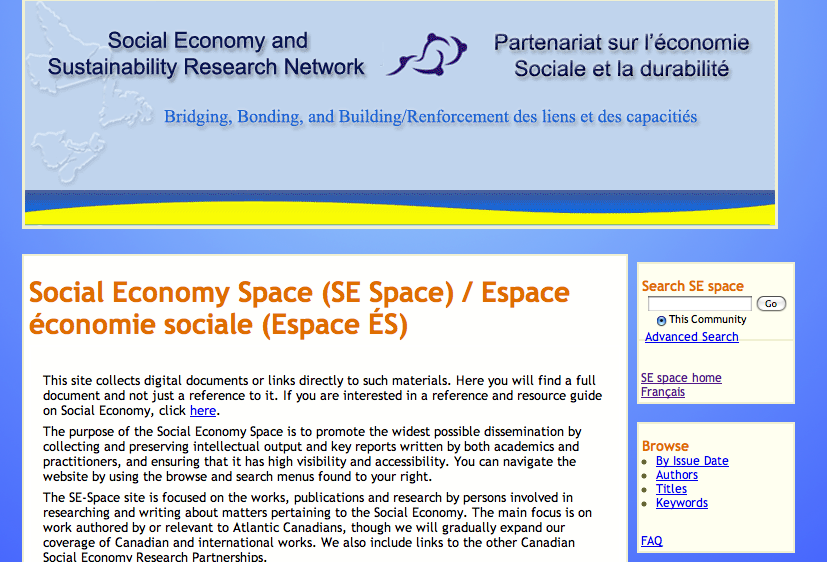 Social Economy and
Sustainability Research Network
Partenariat sur l'économie
Sociale et la durabilité
Bridging, Bonding, and Building/Renforcement des liens et des capacitiés
Social Economy Space (SE Space) / Espace
économie sociale (Espace ÉS)
This site collects digital documents or links directly to such materials. Here you will find a full
document and not just a reference to it. If you are interested in a reference and resource guide
on Social Economy, click here.
The purpose of the Social Economy Space is to promote the widest possible dissemination by
collecting and preserving intellectual output and key reports written by both academics and
practitioners, and ensuring that it has high visibility and accessibility. You can navigate the
website by using the browse and search menus found to your right.
The SE-Space site is focused on the works, publications and research by persons involved in
researching and writing about matters pertaining to the Social Economy. The main focus is on
work authored by or relevant to Atlantic Canadians, though we will gradually expand our
coverage of Canadian and international works. We also include links to the other Canadian
Social Economy Research Partnerships.
Search SE space
Go
This Community
Advanced Search
SE space home
Français
Browse
By Issue Date
Authors
Titles
Keywords
FAQ